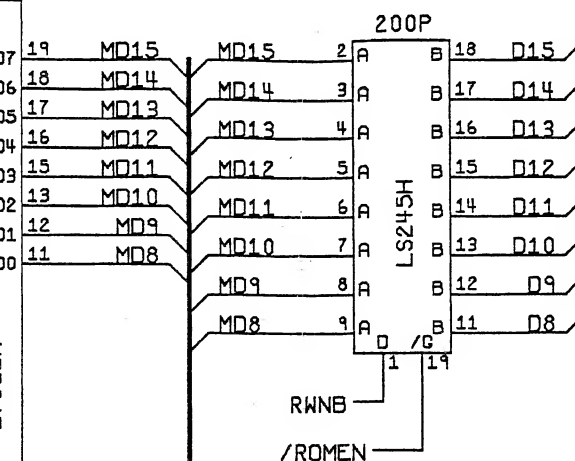 200P
07 19 MD15 MD15 2 A B 18 D15
06 18 MD14 MD14 3 A B 17 D14
05 17 MD13 MD13 4 A B 16 D13
04 16 MD12 MD12 5 A B 15 D12
03 15 MD11 MD11 6 A B 14 D11
02 13 MD10 MD10 7 A B 13 D10
01 12 MD9 MD9 8 A B 12 D9
00 11 MD8 MD8 9 A B 11 D8
LS245H
D /G
1 19
RWNB
/ROMEN